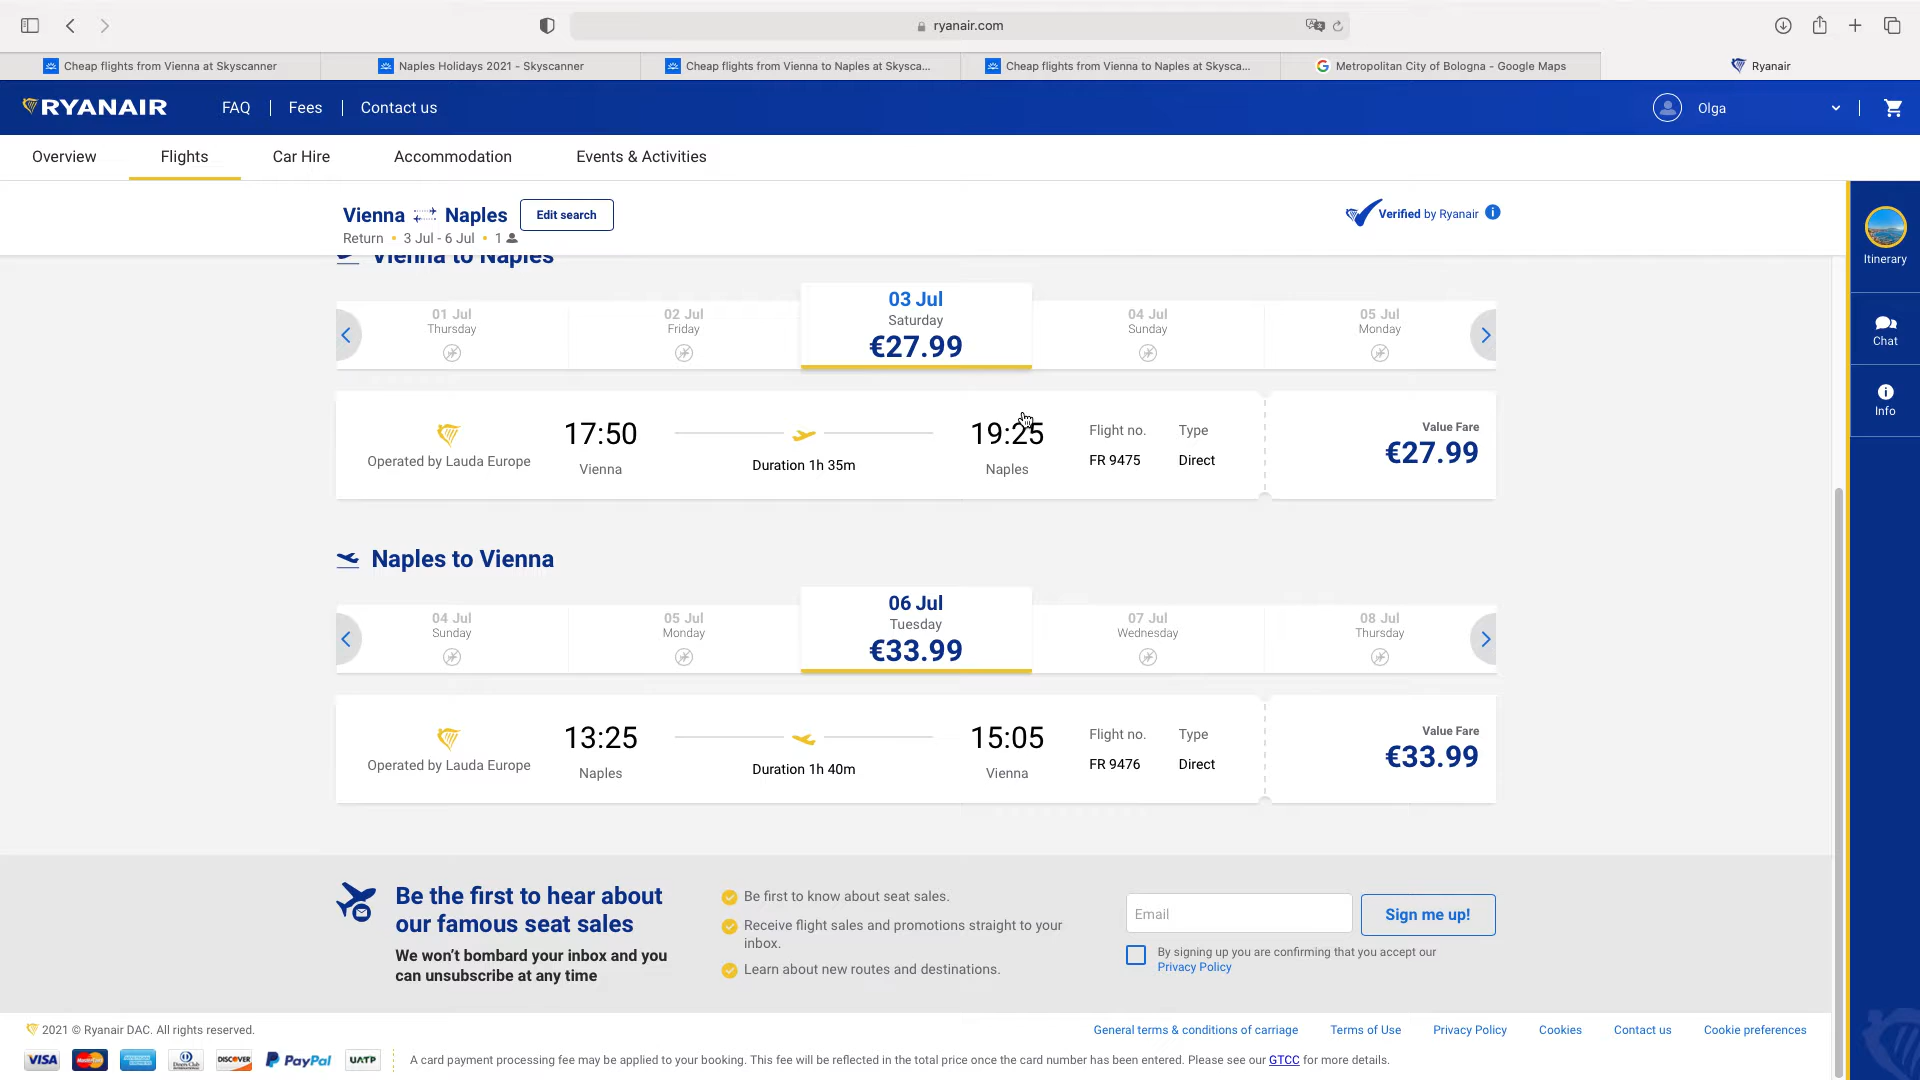 ryanair.com
Cheap flights from Vienna at Skyscanner
Naples Holidays 2021 - Skyscanner
Cheap flights from Vienna to Naples at Skysca...
Cheap flights from Vienna to Naples at Skysca...
Metropolitan City of Bologna - Google Maps
Ryanair
RYANAIR
FAQ
Fees
Contact us
Olga
Overview
Flights
Car Hire
Accommodation
Events & Activities
Vienna Naples
Edit search
Return • 3 Jul - 6 Jul • 1
Verified by Ryanair
Itinerary
Chat
Info
Vienna to Naples
01 Jul
Thursday
02 Jul
Friday
03 Jul
Saturday
€27.99
04 Jul
Sunday
05 Jul
Monday
Operated by Lauda Europe
17:50
Vienna
Duration 1h 35m
19:25
Naples
Flight no.
FR 9475
Type
Direct
Value Fare
€27.99
Naples to Vienna
04 Jul
Sunday
05 Jul
Monday
06 Jul
Tuesday
€33.99
07 Jul
Wednesday
08 Jul
Thursday
Operated by Lauda Europe
13:25
Naples
Duration 1h 40m
15:05
Vienna
Flight no.
FR 9476
Type
Direct
Value Fare
€33.99
Be the first to hear about
our famous seat sales
We won't bombard your inbox and you
can unsubscribe at any time
Be first to know about seat sales.
Receive flight sales and promotions straight to your
inbox.
Learn about new routes and destinations.
Email
Sign me up!
By signing up you are confirming that you accept our
Privacy Policy
2021 © Ryanair DAC. All rights reserved.
General terms & conditions of carriage
Terms of Use
Privacy Policy
Cookies
Contact us
Cookie preferences
VISA
DISCOVER
PayPal
UATP
A card payment processing fee may be applied to your booking. This fee will be reflected in the total price once the card number has been entered. Please see our GTCC for more details.